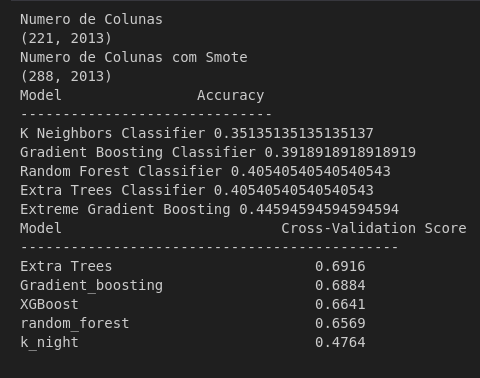 Numero de Colunas
(221, 2013)
Numero de Colunas com Smote
(288, 2013)
Model                Accuracy
------------------------------
K Neighbors Classifier 0.35135135135135137
Gradient Boosting Classifier 0.3918918918918919
Random Forest Classifier 0.40540540540540543
Extra Trees Classifier 0.40540540540540543
Extreme Gradient Boosting 0.44594594594594594
Model                          Cross-Validation Score
---------------------------------------------
Extra Trees                        0.6916
Gradient_boosting                  0.6884
XGBoost                            0.6641
random_forest                      0.6569
k_night                            0.4764